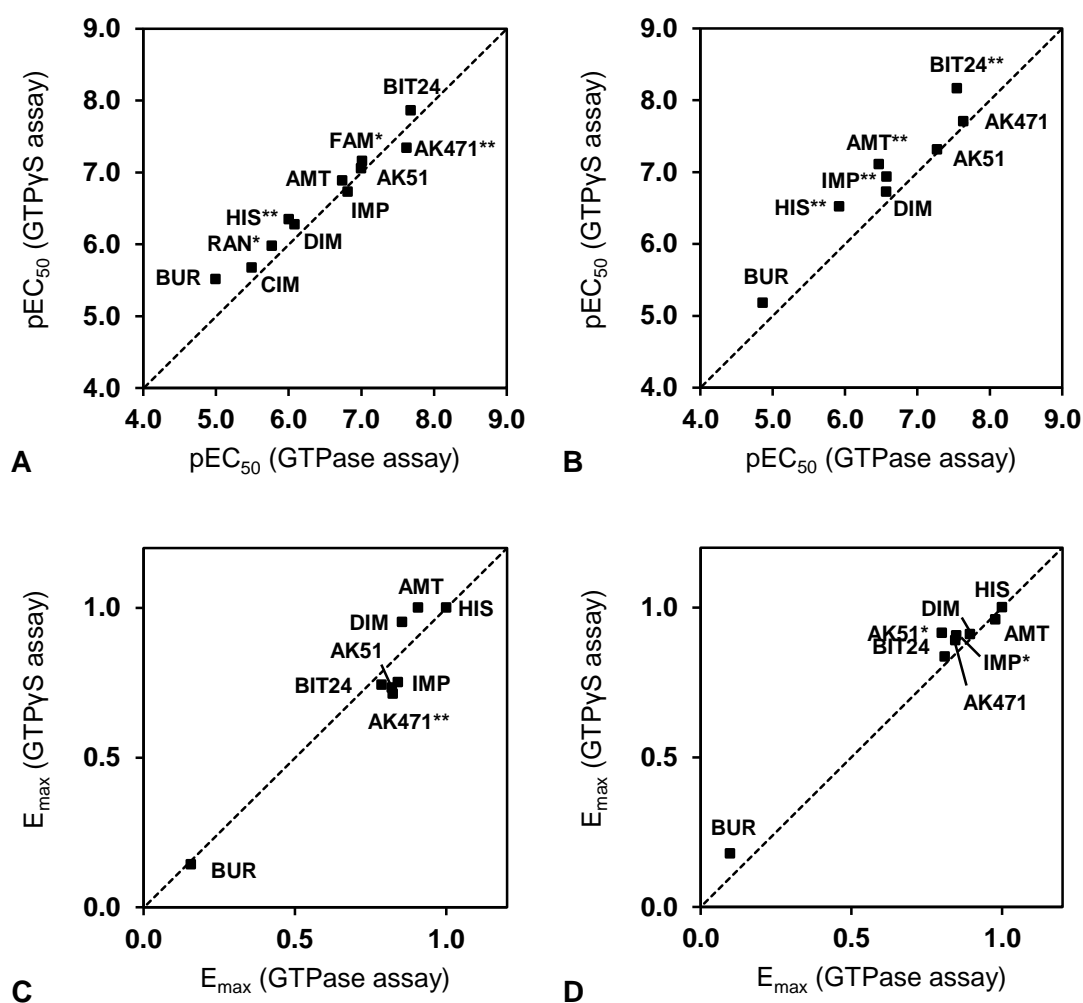 9.0
8.0
7.0
6.0
5.0
4.0
4.0 5.0 6.0 7.0 8.0 9.0
pEC50 (GTPγS assay)
pEC50 (GTPase assay)
BIT24
FAM*
AK471**
AMT
AK51
IMP
HIS**
DIM
RAN*
BUR
CIM
A
9.0
8.0
7.0
6.0
5.0
4.0
4.0 5.0 6.0 7.0 8.0 9.0
pEC50 (GTPγS assay)
pEC50 (GTPase assay)
BIT24**
AK471
AMT**
AK51
IMP**
HIS**
DIM
BUR
B
1.0
0.5
0.0
0.0 0.5 1.0
Emax (GTPγS assay)
Emax (GTPase assay)
AMT
HIS
DIM
AK51
BIT24
IMP
AK471**
BUR
C
1.0
0.5
0.0
0.0 0.5 1.0
Emax (GTPγS assay)
Emax (GTPase assay)
HIS
DIM
AK51*
AMT
BIT24
IMP*
AK471
BUR
D